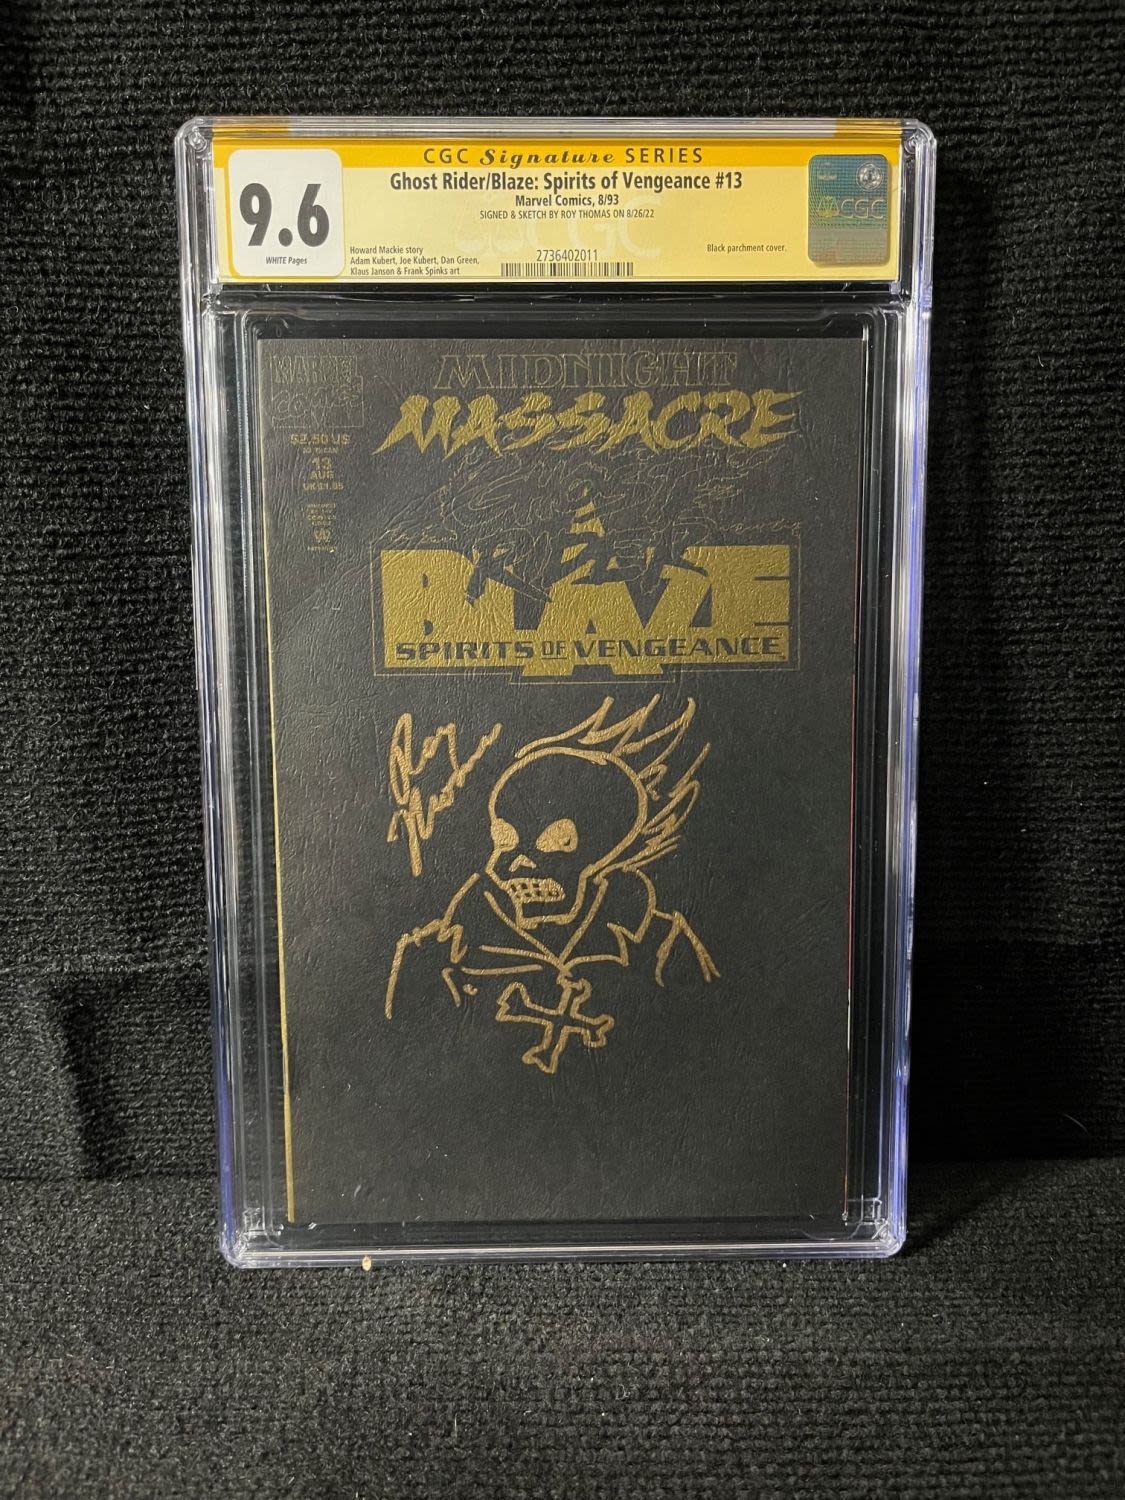 CGC Signature SERIES
9.6
WHITE Pages
Ghost Rider/Blaze: Spirits of Vengeance #13
Marvel Comics, 8/93
SIGNED & SKETCH BY ROY THOMAS ON 8/26/22
Howard Mackie story
Adam Kubert, Joe Kubert, Dan Green,
Klaus Janson & Frank Spinks art
2736402011
Black parchment cover.
CGC
MARVEL
COMICS
$2.50 US
13
AUG
MIDNIGHT
MASSACRE
BLAZE
SPIRITS OF VENGEANCE
Roy
Thomas